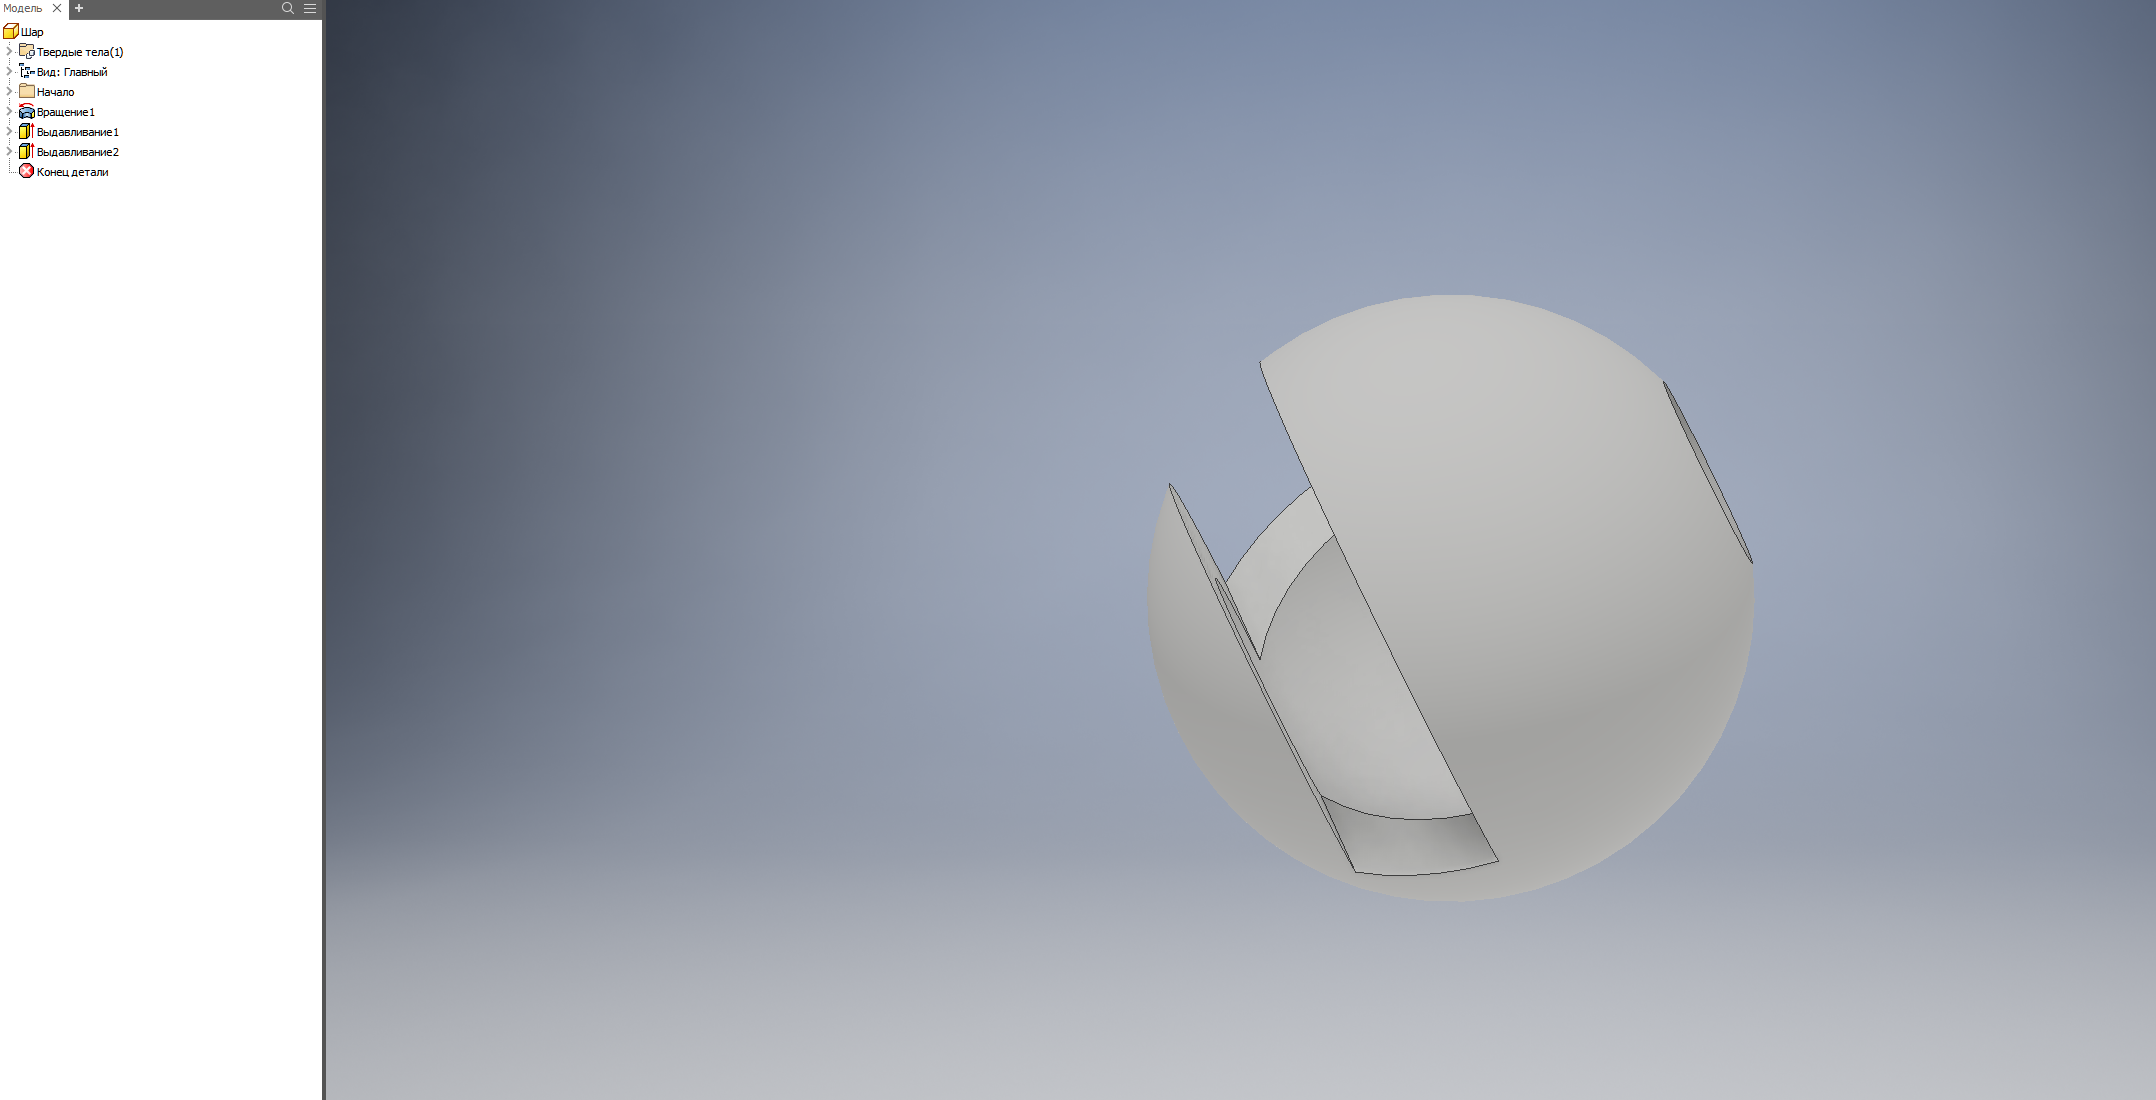 Модель
Шар
Твердые тела(1)
Вид: Главный
Начало
Вращение1
Выдавливание1
Выдавливание2
Конец детали